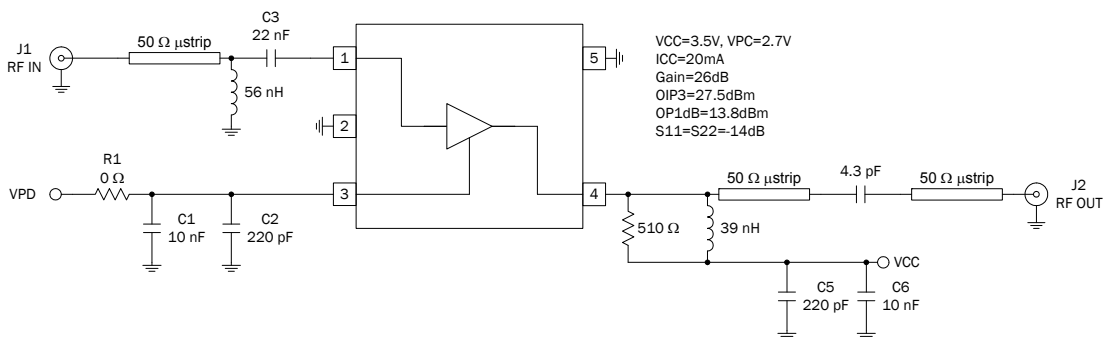 J1
RF IN
50 Ω µstrip
C3
22 nF
56 nH
1
2
3
4
5
VCC=3.5V, VPC=2.7V
ICC=20mA
Gain=26dB
OIP3=27.5dBm
OP1dB=13.8dBm
S11=S22=-14dB
VPD
R1
0 Ω
C1
10 nF
C2
220 pF
510 Ω
39 nH
50 Ω µstrip
4.3 pF
50 Ω µstrip
J2
RF OUT
VCC
C5
220 pF
C6
10 nF